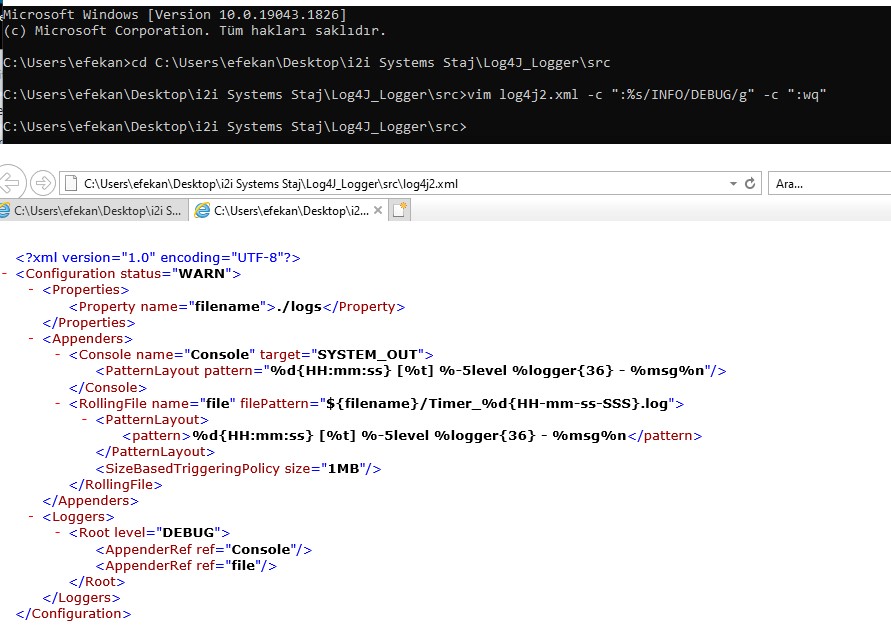 Microsoft Windows [Version 10.0.19043.1826]
(c) Microsoft Corporation. Tüm hakları saklıdır.
C:\Users\efekan>cd C:\Users\efekan\Desktop\i2i Systems Staj\Log4J_Logger\src
C:\Users\efekan\Desktop\i2i Systems Staj\Log4J_Logger\src>vim log4j2.xml -c ":%s/INFO/DEBUG/g" -c ":wq"
C:\Users\efekan\Desktop\i2i Systems Staj\Log4J_Logger\src>
C:\Users\efekan\Desktop\i2i Systems Staj\Log4J_Logger\src\log4j2.xml
Ara...
C:\Users\efekan\Desktop\i2i S...
C:\Users\efekan\Desktop\i2...
<?xml version="1.0" encoding="UTF-8"?>
- <Configuration status="WARN">
- <Properties>
<Property name="filename">./logs</Property>
</Properties>
- <Appenders>
- <Console name="Console" target="SYSTEM_OUT">
<PatternLayout pattern="%d{HH:mm:ss} [%t] %-5level %logger{36} - %msg%n"/>
</Console>
- <RollingFile name="file" filePattern="${filename}/Timer_%d{HH-mm-ss-SSS}.log">
- <PatternLayout>
<pattern>%d{HH:mm:ss} [%t] %-5level %logger{36} - %msg%n</pattern>
</PatternLayout>
<SizeBasedTriggeringPolicy size="1MB"/>
</RollingFile>
</Appenders>
- <Loggers>
- <Root level="DEBUG">
<AppenderRef ref="Console"/>
<AppenderRef ref="file"/>
</Root>
</Loggers>
</Configuration>